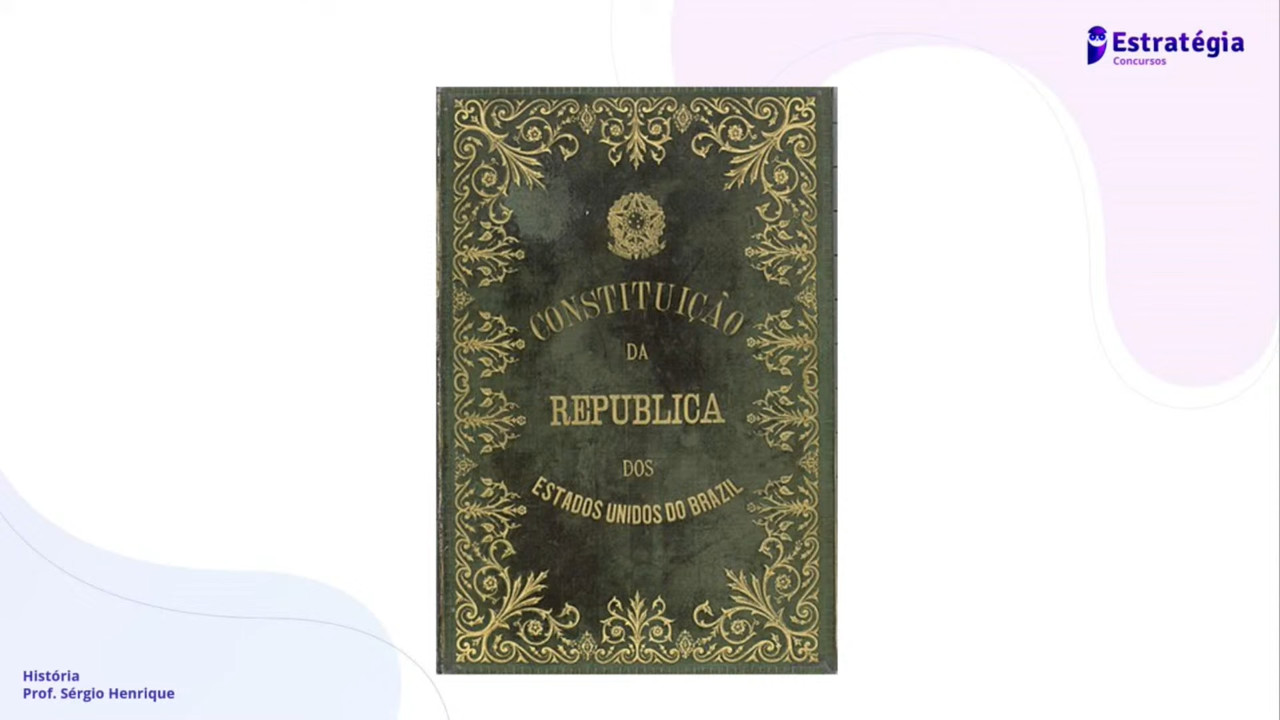 Estratégia
Concursos
CONSTITUIÇÃO
DA
REPUBLICA
DOS
ESTADOS UNIDOS DO BRAZIL
História
Prof. Sérgio Henrique